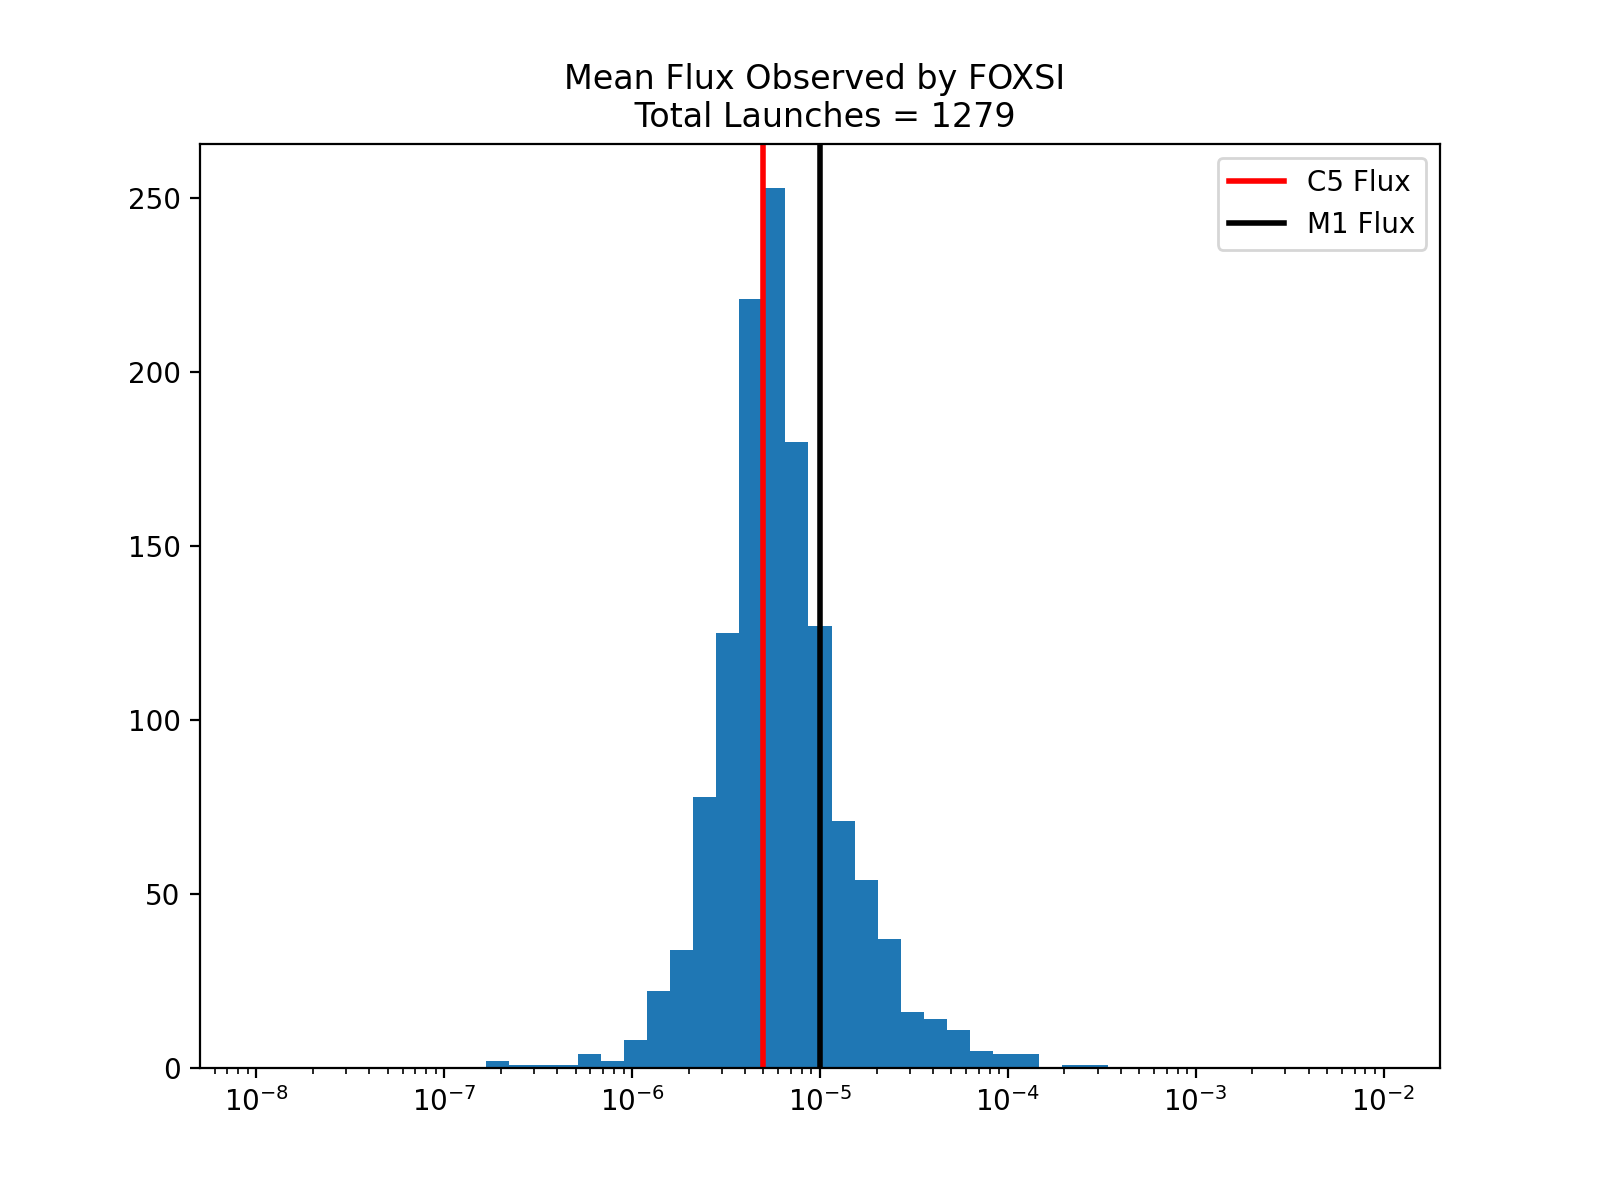 Mean Flux Observed by FOXSI
Total Launches = 1279
C5 Flux
M1 Flux
250
200
150
100
50
0
10⁻⁸ 10⁻⁷ 10⁻⁶ 10⁻⁵ 10⁻⁴ 10⁻³ 10⁻²